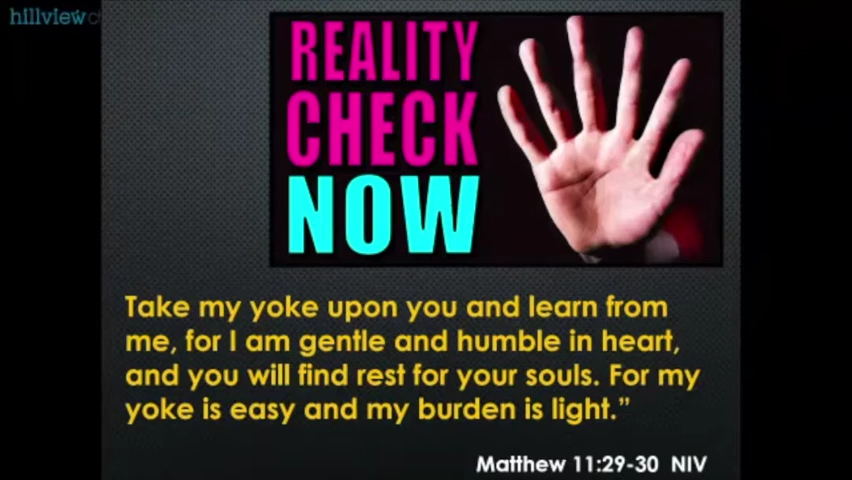 hillview
REALITY
CHECK
NOW
Take my yoke upon you and learn from
me, for I am gentle and humble in heart,
and you will find rest for your souls. For my
yoke is easy and my burden is light.”
Matthew 11:29-30 NIV